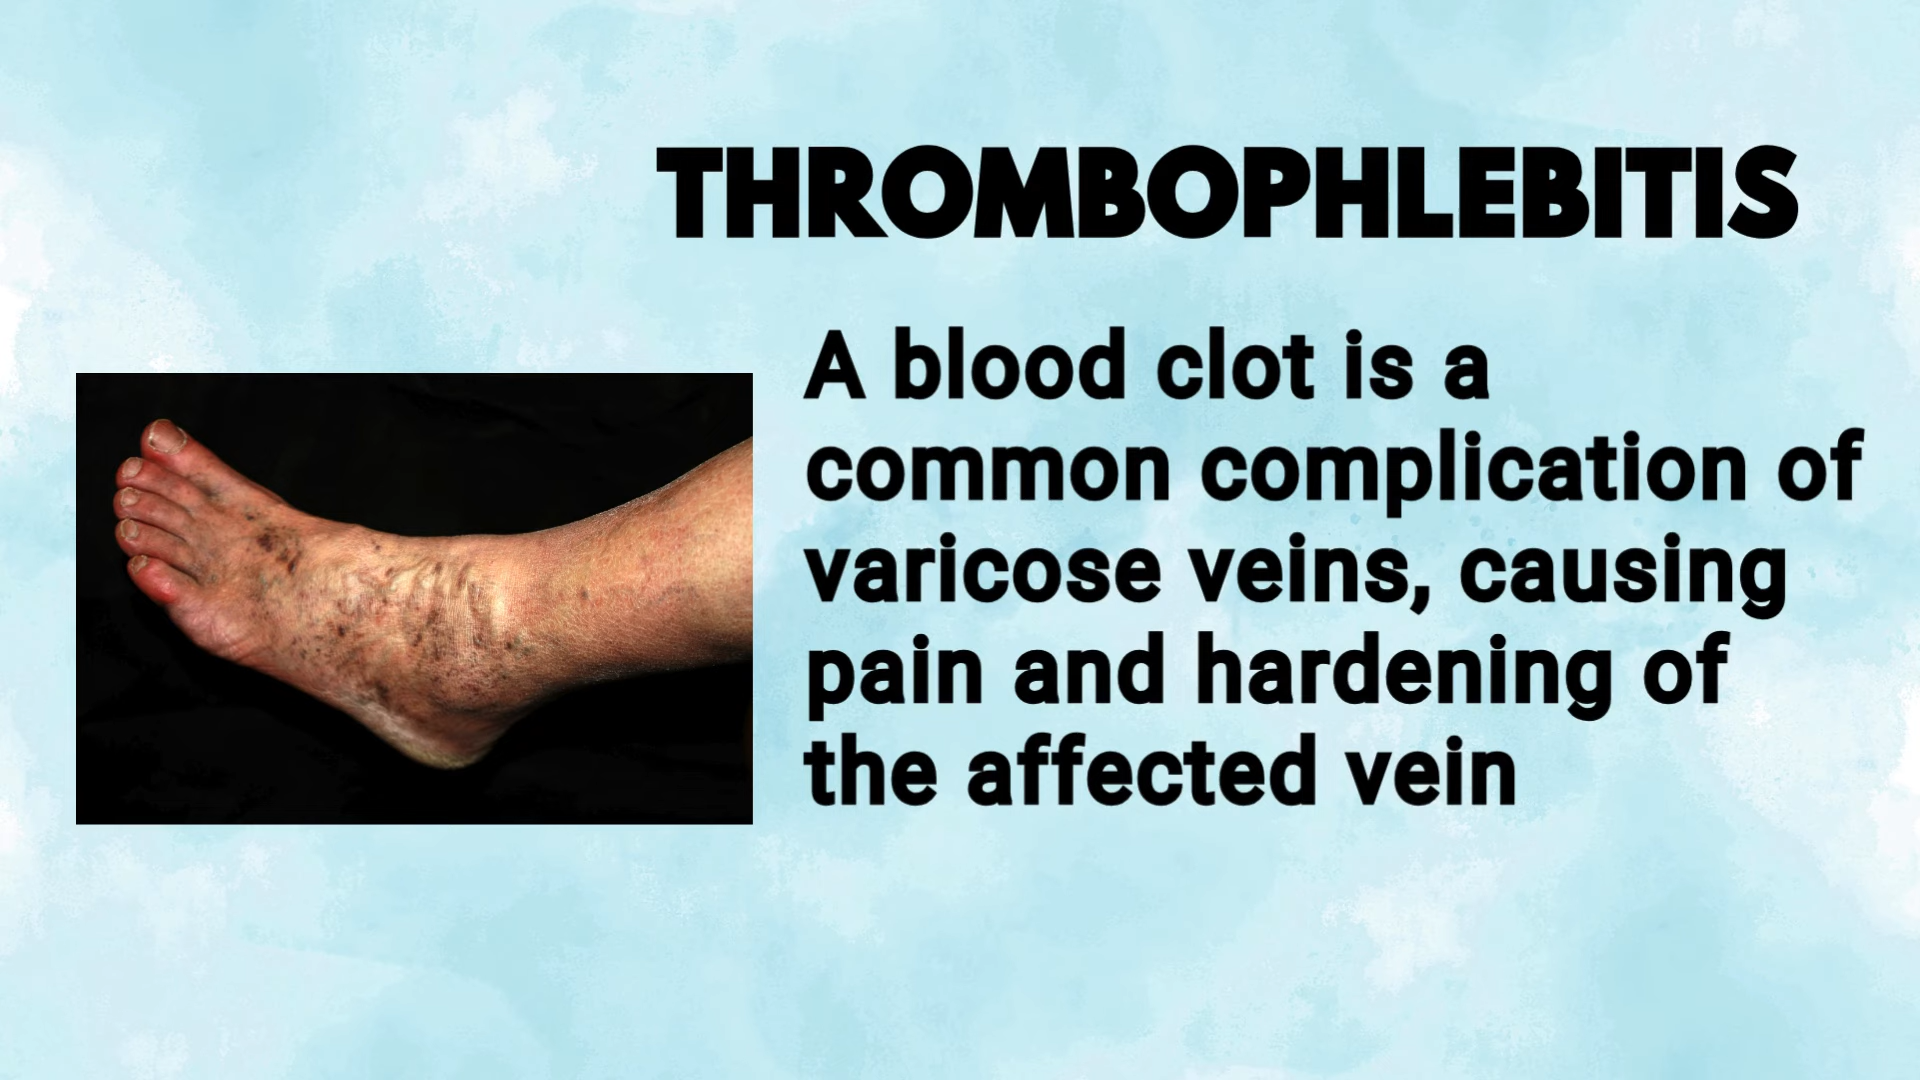 THROMBOPHLEBITIS
A blood clot is a
common complication of
varicose veins, causing
pain and hardening of
the affected vein